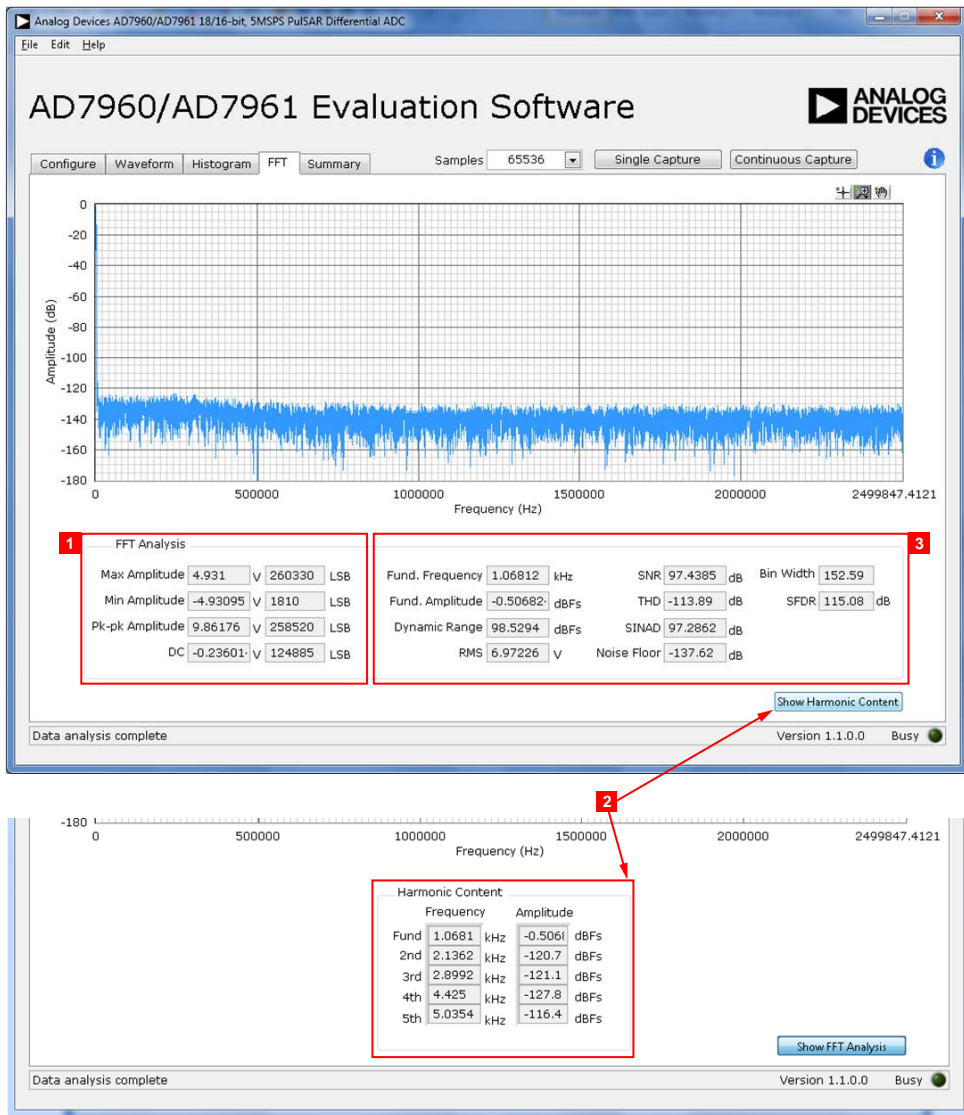 Analog Devices AD7960/AD7961 18/16-bit, 5MSPS PulSAR Differential ADC
File Edit Help
AD7960/AD7961 Evaluation Software
ANALOG
DEVICES
Configure Waveform Histogram FFT Summary Samples 65536 Single Capture Continuous Capture
Amplitude (dB)
0
-20
-40
-60
-80
-100
-120
-140
-160
-180
0 500000 1000000 1500000 2000000 2499847.4121
Frequency (Hz)
1
FFT Analysis
Max Amplitude 4.931 V 260330 LSB
Min Amplitude -4.93095 V 1810 LSB
Pk-pk Amplitude 9.86176 V 258520 LSB
DC -0.23601 V 124885 LSB
3
Fund. Frequency 1.06812 kHz SNR 97.4385 dB Bin Width 152.59
Fund. Amplitude -0.50682 dBFs THD -113.89 dB SFDR 115.08 dB
Dynamic Range 98.5294 dBFs SINAD 97.2862 dB
RMS 6.97226 V Noise Floor -137.62 dB
Show Harmonic Content
Data analysis complete Version 1.1.0.0 Busy
2
-180
0 500000 1000000 1500000 2000000 2499847.4121
Frequency (Hz)
Harmonic Content
Frequency Amplitude
Fund 1.0681 kHz -0.506 dBFs
2nd 2.1362 kHz -120.7 dBFs
3rd 2.8992 kHz -121.1 dBFs
4th 4.425 kHz -127.8 dBFs
5th 5.0354 kHz -116.4 dBFs
Show FFT Analysis
Data analysis complete Version 1.1.0.0 Busy